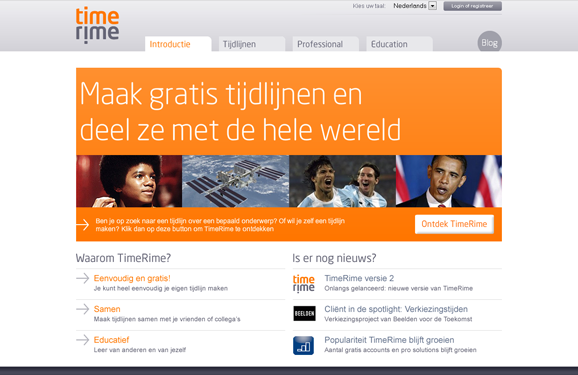 time
rime
Kies uw taal:
Nederlands
Login of registreer
Introductie
Tijdlijnen
Professional
Education
Blog
Maak gratis tijdlijnen en
deel ze met de hele wereld
Ben je op zoek naar een tijdlijn over een bepaald onderwerp? Of wil je zelf een tijdlijn
maken? Klik dan op deze button om TimeRime te ontdekken
Ontdek TimeRime
Waarom TimeRime?
Eenvoudig en gratis!
Je kunt heel eenvoudig je eigen tijdlijn maken
Samen
Maak tijdlijnen samen met je vrienden of collega's
Educatief
Leer van anderen en van jezelf
Is er nog nieuws?
time
rime
TimeRime versie 2
Onlangs gelanceerd: nieuwe versie van TimeRime
BEELDEN
Cliënt in de spotlight: Verkiezingstijden
Verkiezingsproject van Beelden voor de Toekomst
Populariteit TimeRime blijft groeien
Aantal gratis accounts en pro solutions blijft groeien